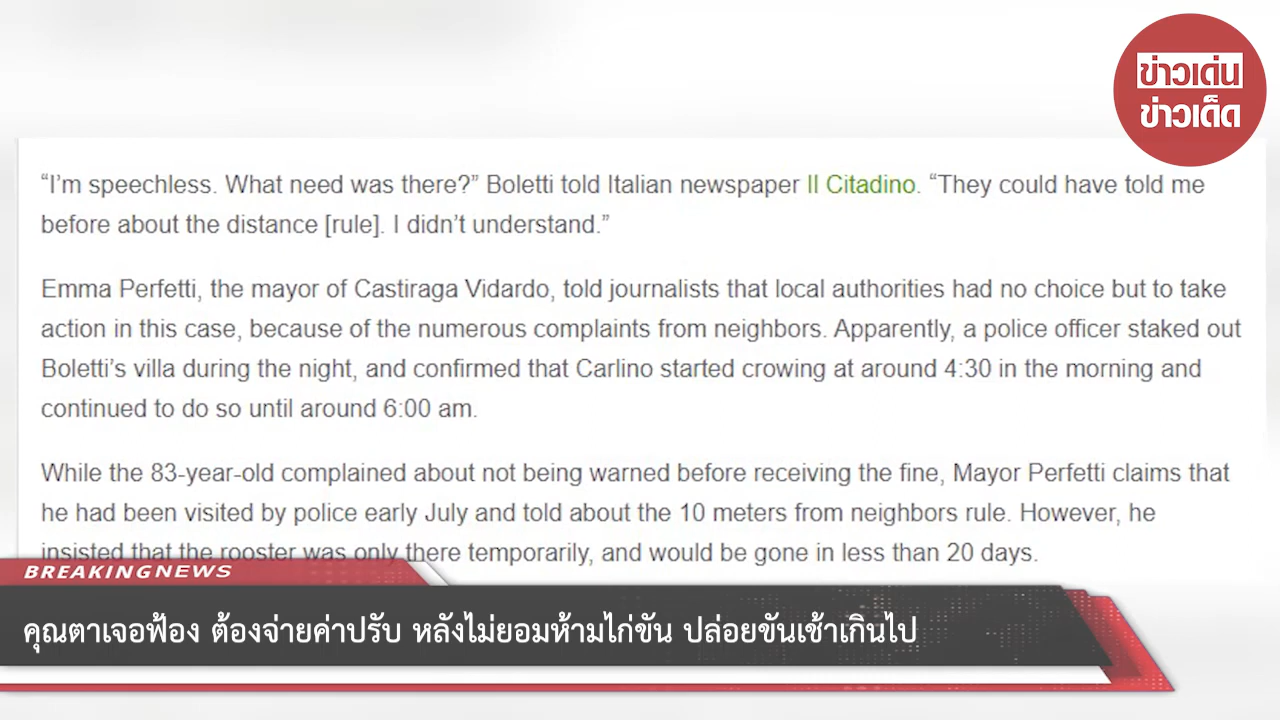 ข่าวเด่น
ข่าวเด็ด
“I’m speechless. What need was there?” Boletti told Italian newspaper Il Citadino. “They could have told me
before about the distance [rule]. I didn’t understand.”
Emma Perfetti, the mayor of Castiraga Vidardo, told journalists that local authorities had no choice but to take
action in this case, because of the numerous complaints from neighbors. Apparently, a police officer staked out
Boletti’s villa during the night, and confirmed that Carlino started crowing at around 4:30 in the morning and
continued to do so until around 6:00 am.
While the 83-year-old complained about not being warned before receiving the fine, Mayor Perfetti claims that
he had been visited by police early July and told about the 10 meters from neighbors rule. However, he
insisted that the rooster was only there temporarily, and would be gone in less than 20 days.
BREAKING NEWS
คุณตาเจอฟ้อง ต้องจ่ายค่าปรับ หลังไม่ยอมห้ามไก่ขัน ปล่อยขันเช้าเกินไป